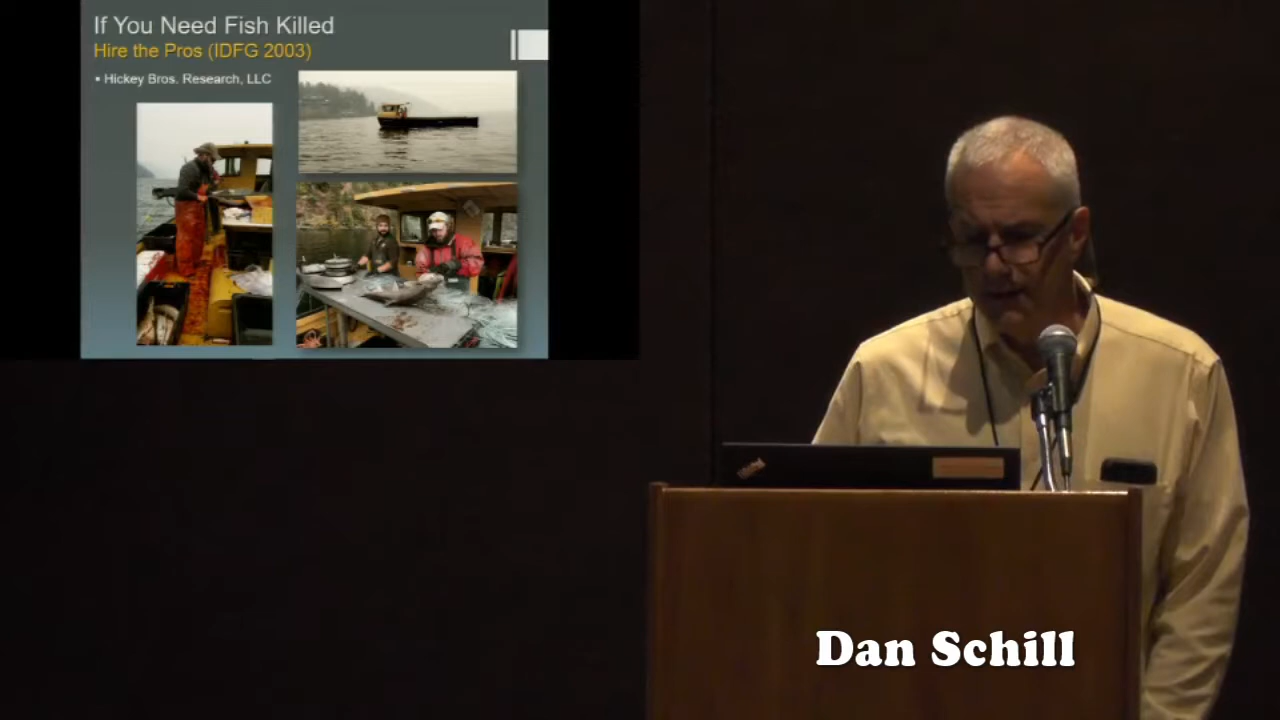 If You Need Fish Killed
Hire the Pros (IDFG 2003)
▪ Hickey Bros. Research, LLC
Dan Schill